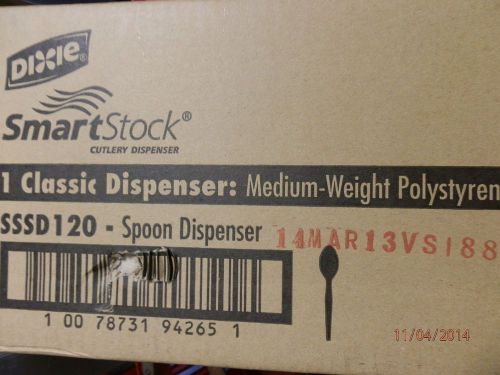 DIXIE
SmartStock®
CUTLERY DISPENSER
1 Classic Dispenser: Medium-Weight Polystyren
SSSD120 - Spoon Dispenser
14MAR13VS188
1 00 78731 94265 1
11/04/2014